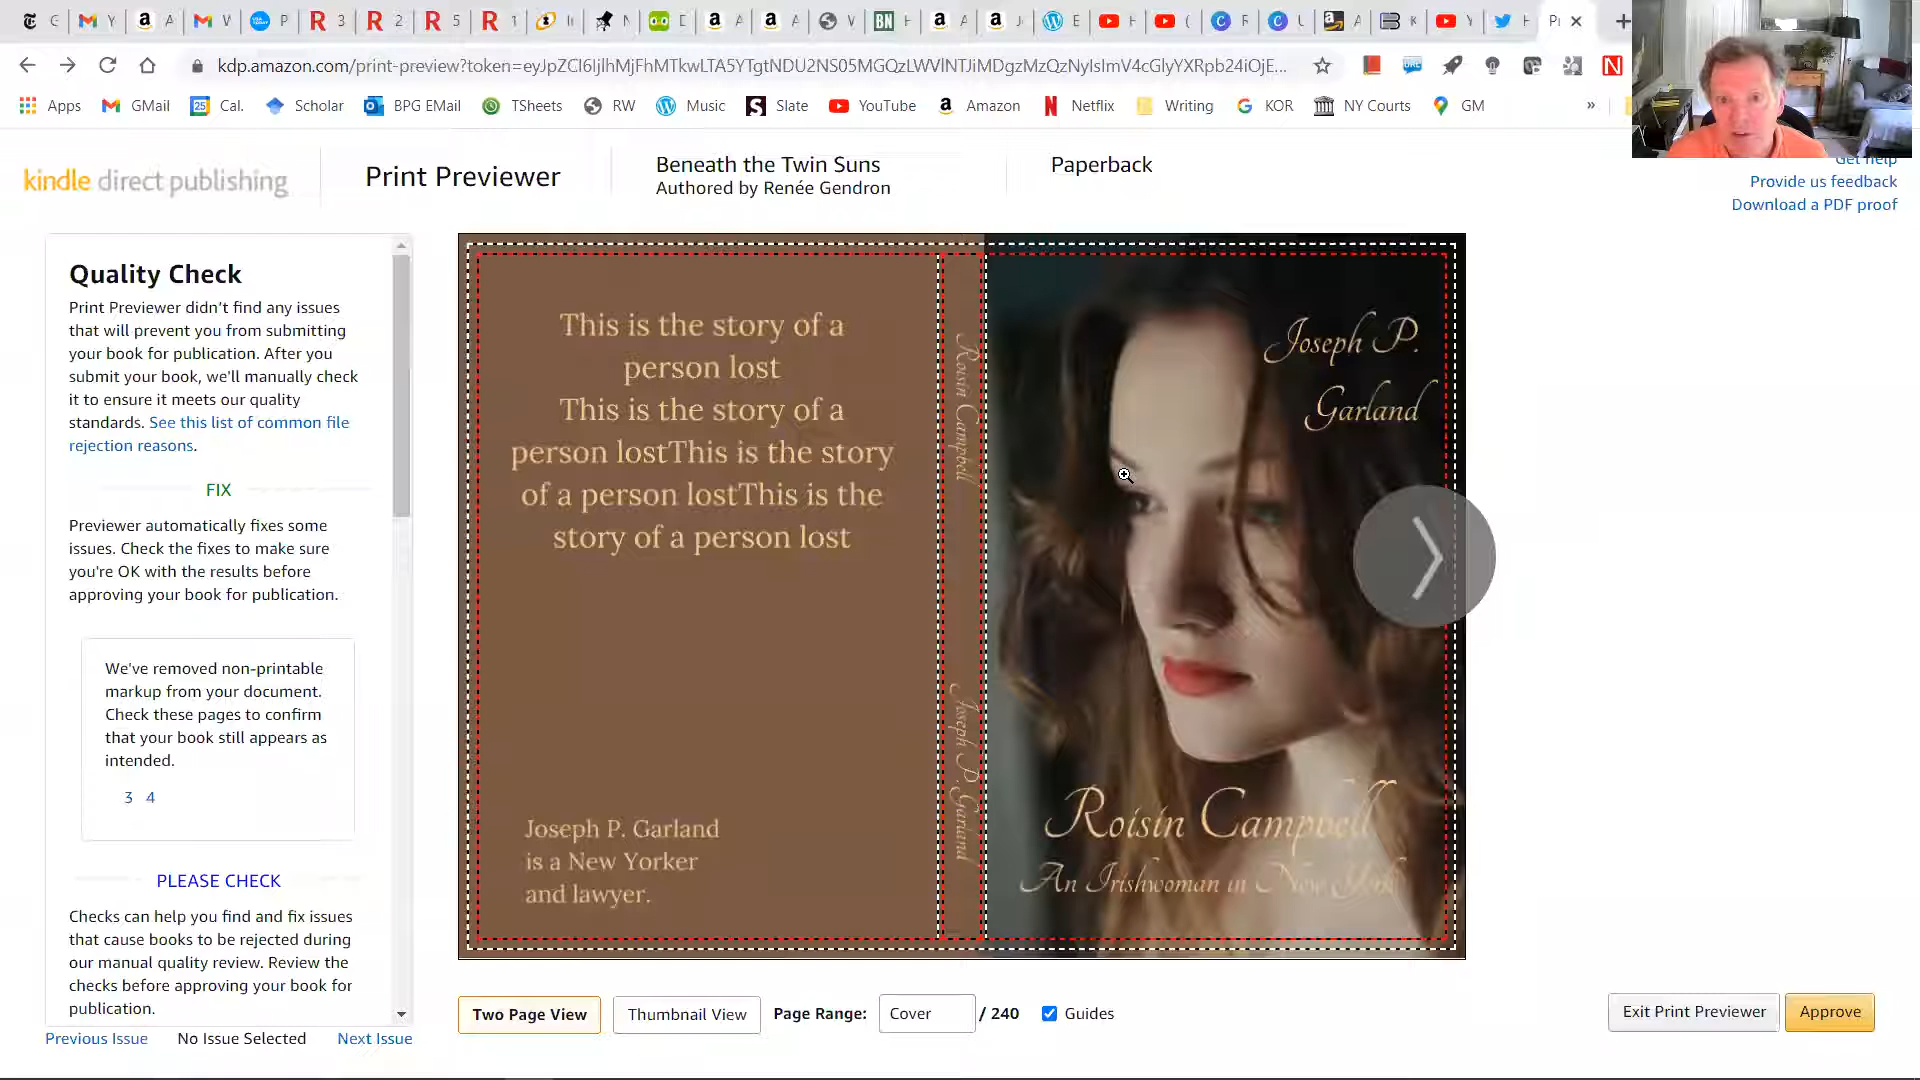 kdp.amazon.com/print-preview?token=eyJpZCI6IjlhMjFhMTkwLTA5YTgtNDU2NS05MGQzLWVlNTJiMDgzMzQzNyIsImV4cGlyYXRpb24iOjE...
Apps GMail Cal. Scholar BPG EMail TSheets RW Music Slate YouTube Amazon Netflix Writing KOR NY Courts GM »
kindle direct publishing
Print Previewer
Beneath the Twin Suns
Authored by Renée Gendron
Paperback
Get help
Provide us feedback
Download a PDF proof
Quality Check
Print Previewer didn't find any issues
that will prevent you from submitting
your book for publication. After you
submit your book, we'll manually check
it to ensure it meets our quality
standards. See this list of common file
rejection reasons.
FIX
Previewer automatically fixes some
issues. Check the fixes to make sure
you're OK with the results before
approving your book for publication.
We've removed non-printable
markup from your document.
Check these pages to confirm
that your book still appears as
intended.
3 4
PLEASE CHECK
Checks can help you find and fix issues
that cause books to be rejected during
our manual quality review. Review the
checks before approving your book for
publication.
Previous Issue No Issue Selected Next Issue
This is the story of a
person lost
This is the story of a
person lostThis is the story
of a person lostThis is the
story of a person lost
Joseph P. Garland
is a New Yorker
and lawyer.
Roisin Campbell
Joseph P. Garland
Joseph P.
Garland
Roisin Campbell
An Irishwoman in New York
Two Page View Thumbnail View Page Range: Cover / 240 Guides
Exit Print Previewer Approve